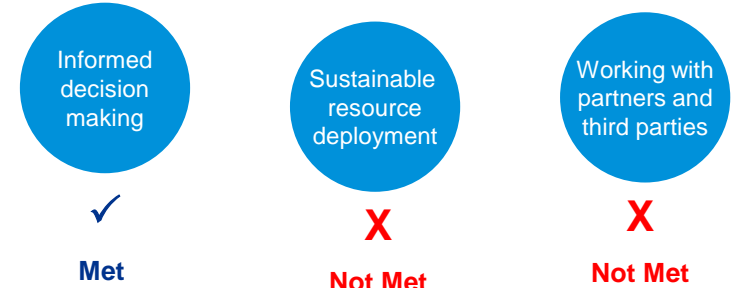 Informed
decision
making
✓
Met
Sustainable
resource
deployment
X
Not Met
Working with
partners and
third parties
X
Not Met